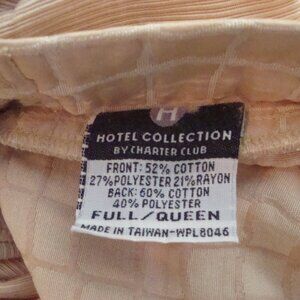 H
HOTEL COLLECTION
BY CHARTER CLUB
FRONT: 52% COTTON
27%POLYESTER 21%RAYON
BACK: 60% COTTON
40% POLYESTER
FULL/QUEEN
MADE IN TAIWAN-WPL8046